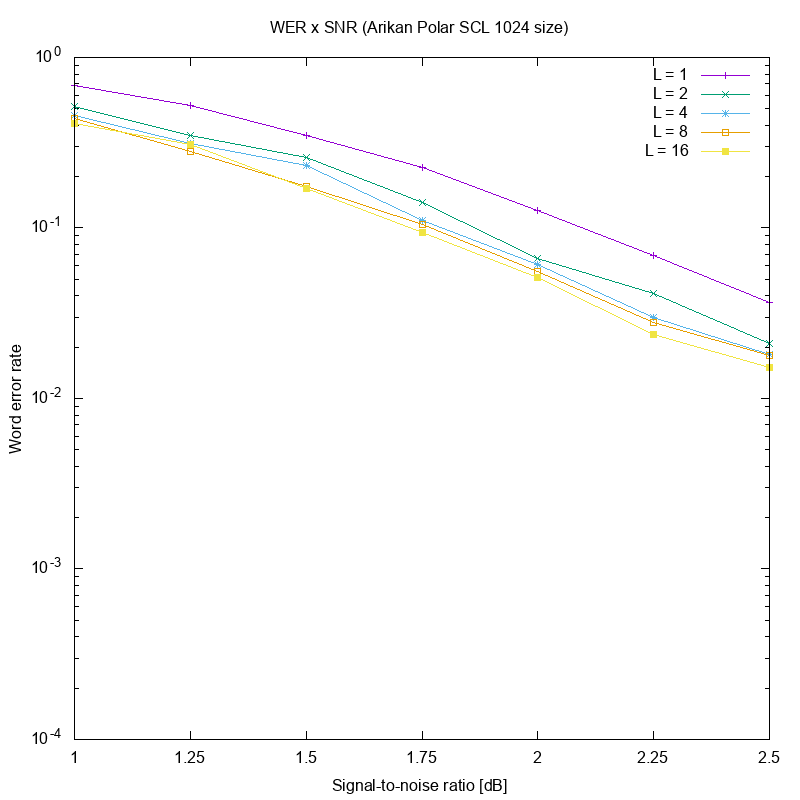 WER x SNR (Arikan Polar SCL 1024 size)
L = 1
L = 2
L = 4
L = 8
L = 16
10^0
10^-1
10^-2
10^-3
10^-4
Word error rate
1 1.25 1.5 1.75 2 2.25 2.5
Signal-to-noise ratio [dB]